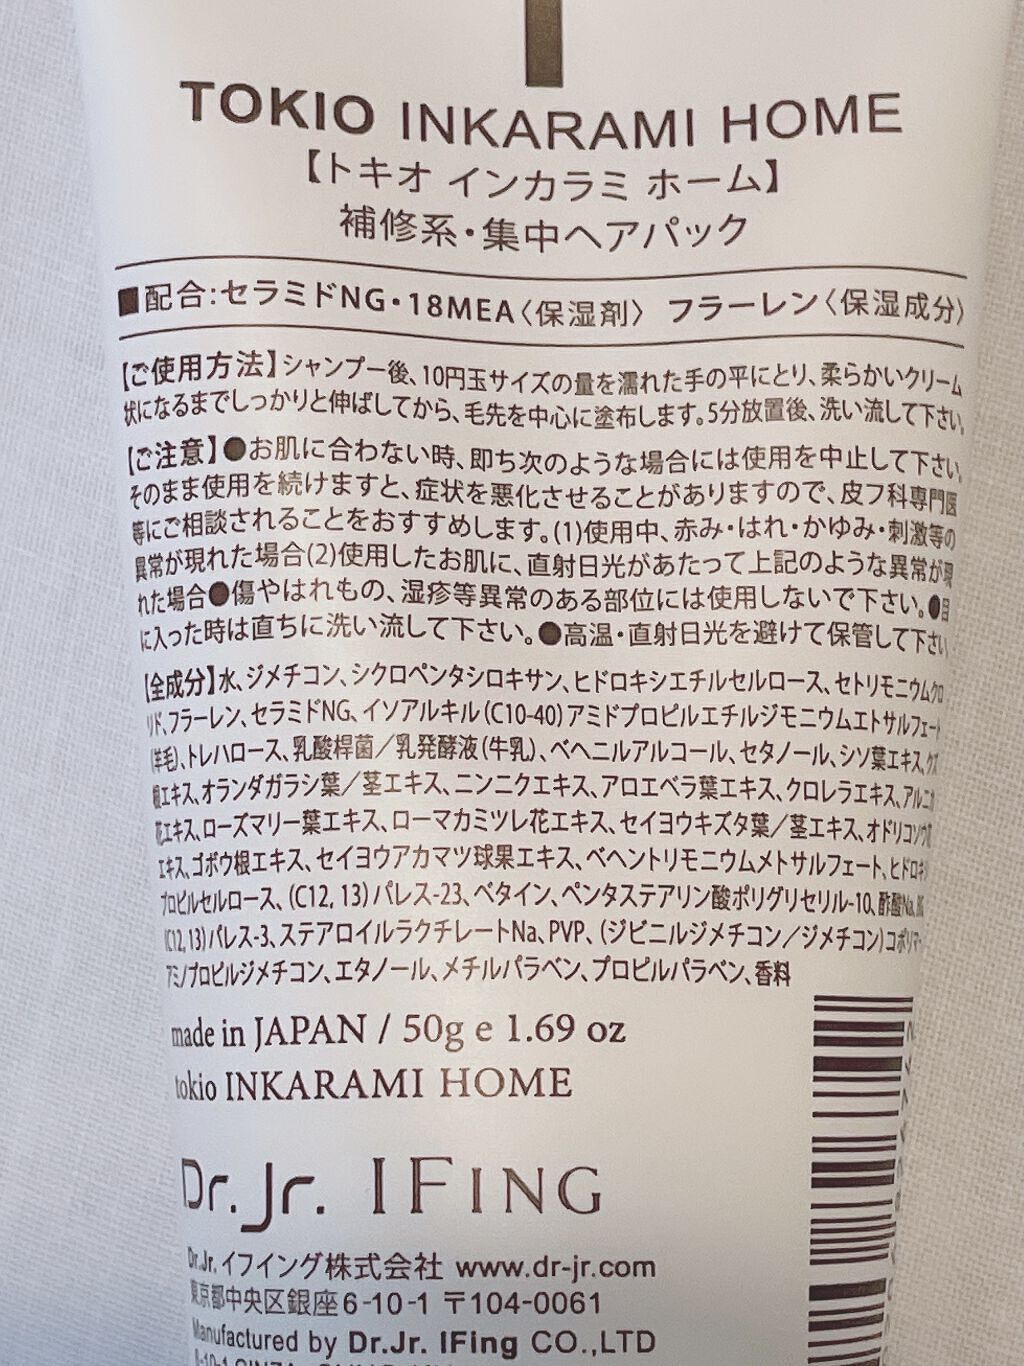 TOKIO INKARAMI HOME
【トキオ インカラミ ホーム】
補修系・集中ヘアパック
■配合:セラミドNG・18MEA〈保湿剤〉 フラーレン〈保湿成分〉
【ご使用方法】シャンプー後、10円玉サイズの量を濡れた手の平にとり、柔らかいクリーム
状になるまでしっかりと伸ばしてから、毛先を中心に塗布します。5分放置後、洗い流して下さい。
【ご注意】●お肌に合わない時、即ち次のような場合には使用を中止して下さい。
そのまま使用を続けますと、症状を悪化させることがありますので、皮フ科専門医
等にご相談されることをおすすめします。(1)使用中、赤み・はれ・かゆみ・刺激等の
異常が現れた場合(2)使用したお肌に、直射日光があたって上記のような異常が現
れた場合●傷やはれもの、湿疹等異常のある部位には使用しないで下さい。●目
に入った時は直ちに洗い流して下さい。●高温・直射日光を避けて保管して下さい
【全成分】水、ジメチコン、シクロペンタシロキサン、ヒドロキシエチルセルロース、セトリモニウムクロ
リド、フラーレン、セラミドNG、イソアルキル(C10-40)アミドプロピルエチルジモニウムエトサルフェート
(羊毛)、トレハロース、乳酸桿菌／乳発酵液(牛乳)、ベヘニルアルコール、セタノール、シソ葉エキス、クズ
根エキス、オランダガラシ葉／茎エキス、ニンニクエキス、アロエベラ葉エキス、クロレラエキス、アルニカ
花エキス、ローズマリー葉エキス、ローマカミツレ花エキス、セイヨウキズタ葉／茎エキス、オドリコソウ花
エキス、ゴボウ根エキス、セイヨウアカマツ球果エキス、ベヘントリモニウムメトサルフェート、ヒドロキシ
プロピルセルロース、(C12,13)パレス-23、ベタイン、ペンタステアリン酸ポリグリセリル-10、酢酸Na、
(C12,13)パレス-3、ステアロイルラクチレートNa、PVP、(ジビニルジメチコン／ジメチコン)コポリマー、
アミノプロピルジメチコン、エタノール、メチルパラベン、プロピルパラベン、香料
made in JAPAN / 50g e 1.69 oz
tokio INKARAMI HOME
Dr.Jr. IFING
Dr.Jr.イフイング株式会社 www.dr-jr.com
東京都中央区銀座6-10-1 〒104-0061
Manufactured by Dr.Jr. IFing CO.,LTD